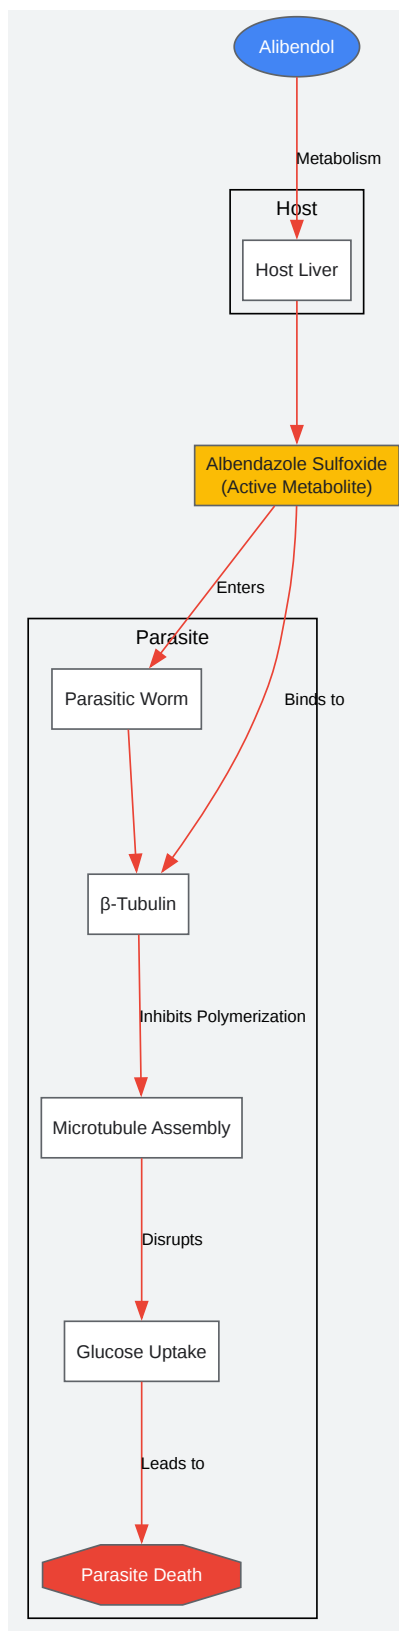 Alibendol
Metabolism
Host
Host Liver
Albendazole Sulfoxide
(Active Metabolite)
Enters
Parasite
Parasitic Worm
Binds to
β-Tubulin
Inhibits Polymerization
Microtubule Assembly
Disrupts
Glucose Uptake
Leads to
Parasite Death